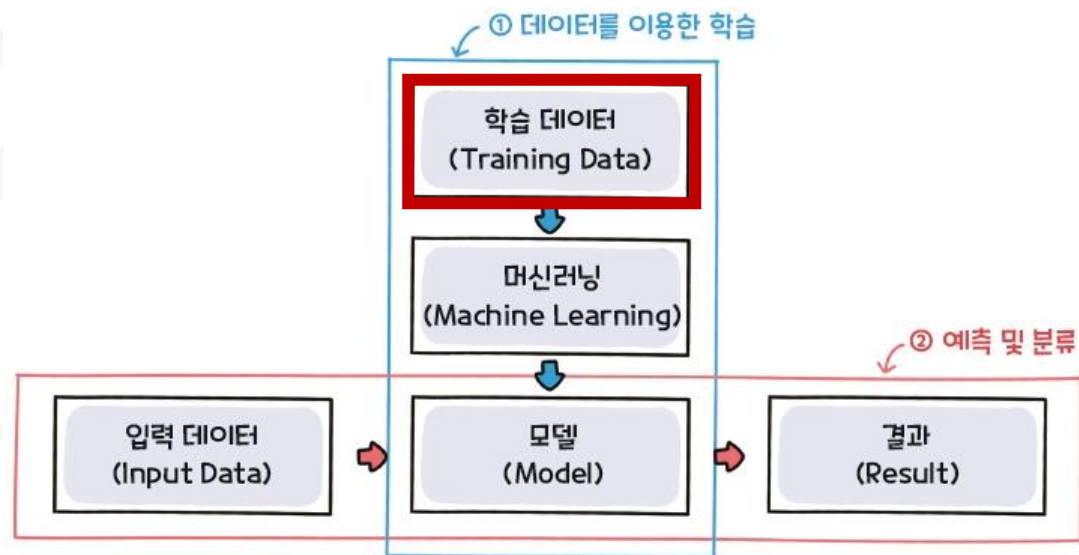 ① 데이터를 이용한 학습
학습 데이터
(Training Data)
머신러닝
(Machine Learning)
② 예측 및 분류
입력 데이터
(Input Data)
모델
(Model)
결과
(Result)